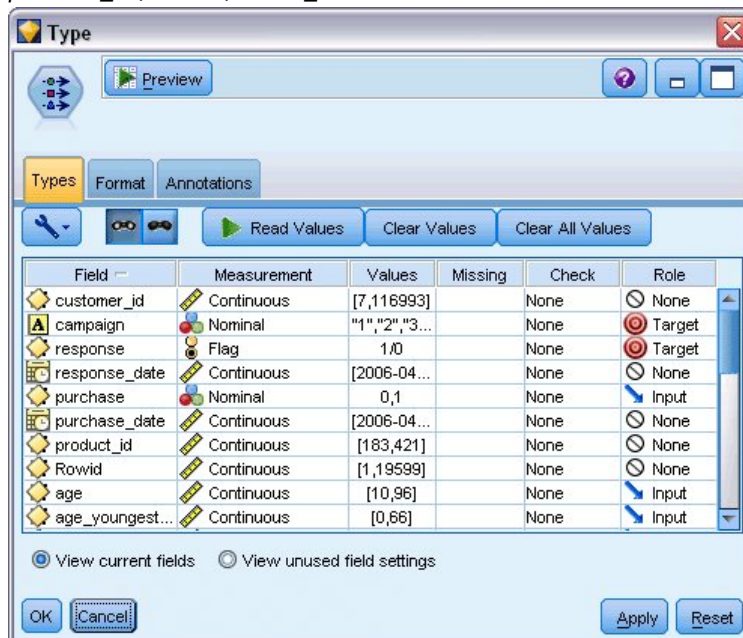 Type
Preview
Types Format Annotations
Read Values Clear Values Clear All Values
Field Measurement Values Missing Check Role
customer_id Continuous [7,116993] None None
A campaign Nominal "1","2","3... None Target
response Flag 1/0 None Target
response_date Continuous [2006-04... None None
purchase Nominal 0,1 None Input
purchase_date Continuous [2006-04... None None
product_id Continuous [183,421] None None
Rowid Continuous [1,19599] None None
age Continuous [10,96] None Input
age_youngest... Continuous [0,66] None Input
View current fields View unused field settings
OK Cancel Apply Reset